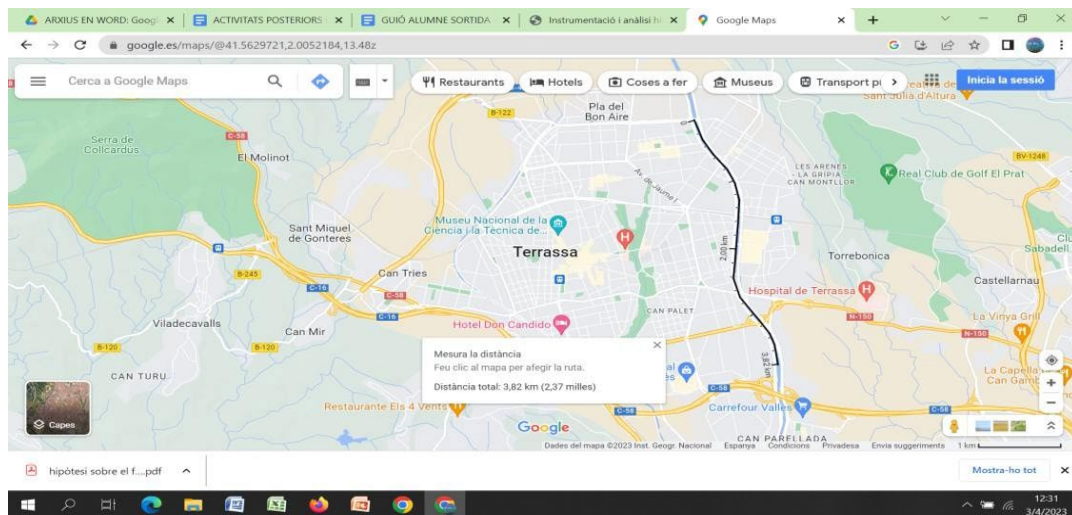 ARXIUS EN WORD: Goog
ACTIVITATS POSTERIORS
GUIÓ ALUMNE SORTIDA
Instrumentació i anàlisi h
Google Maps
google.es/maps/@41.5629721,2.0052184,13.48z
Cerca a Google Maps
Restaurants
Hotels
Coses a fer
Museus
Transport pú
Inicia la sessió
Sant Julià d'Altura
B-122
Pla del
Bon Aire
0
Serra de
Collcardús
C-58
El Molinot
LES ARENES
- LA GRÍPIA
CAN MONTLLOR
BV-1248
Real Club de Golf El Prat
Av. de Jaume I
Museu Nacional de la
Ciència i la Tècnica de...
Sant Miquel
de Gonteres
H
Terrassa
2,00 km
Torrebonica
Clu
Sabadell
B-245
Can Tries
C-16
C-58
Castellarnau
Hospital de Terrassa
H
C-16
CAN PALET
N-150
N-150
La Vinya Grill
Viladecavalls
Can Mir
Hotel Don Candido
B-120
B-120
3,82 km
Mesura la distància
Feu clic al mapa per afegir la ruta.
Distància total: 3,82 km (2,37 milles)
CAN TURU
C-58
La Capella
Can Gam
Restaurante Els 4 Vents
C-58
Carrefour Valles
C-58
Capes
Google
CAN PARELLADA
Dades del mapa ©2023 Inst. Geogr. Nacional
Espanya
Condicions
Privadesa
Envia suggeriments
1 km
hipòtesi sobre el f....pdf
Mostra-ho tot
12:31
3/4/2023